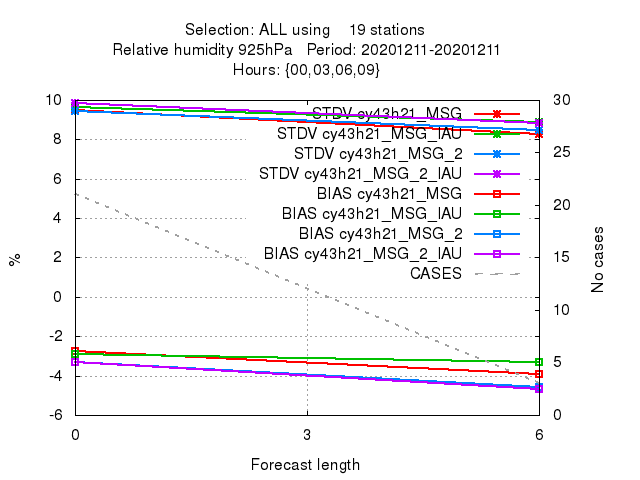 Selection: ALL using 19 stations
Relative humidity 925hPa Period: 20201211-20201211
Hours: {00,03,06,09}
10
8
6
4
2
0
-2
-4
-6
%
30
25
20
15
10
5
0
No cases
STDV cy43h21_MSG
STDV cy43h21_MSG_IAU
STDV cy43h21_MSG_2
STDV cy43h21_MSG_2_IAU
BIAS cy43h21_MSG
BIAS cy43h21_MSG_IAU
BIAS cy43h21_MSG_2
BIAS cy43h21_MSG_2_IAU
CASES
0 3 6
Forecast length